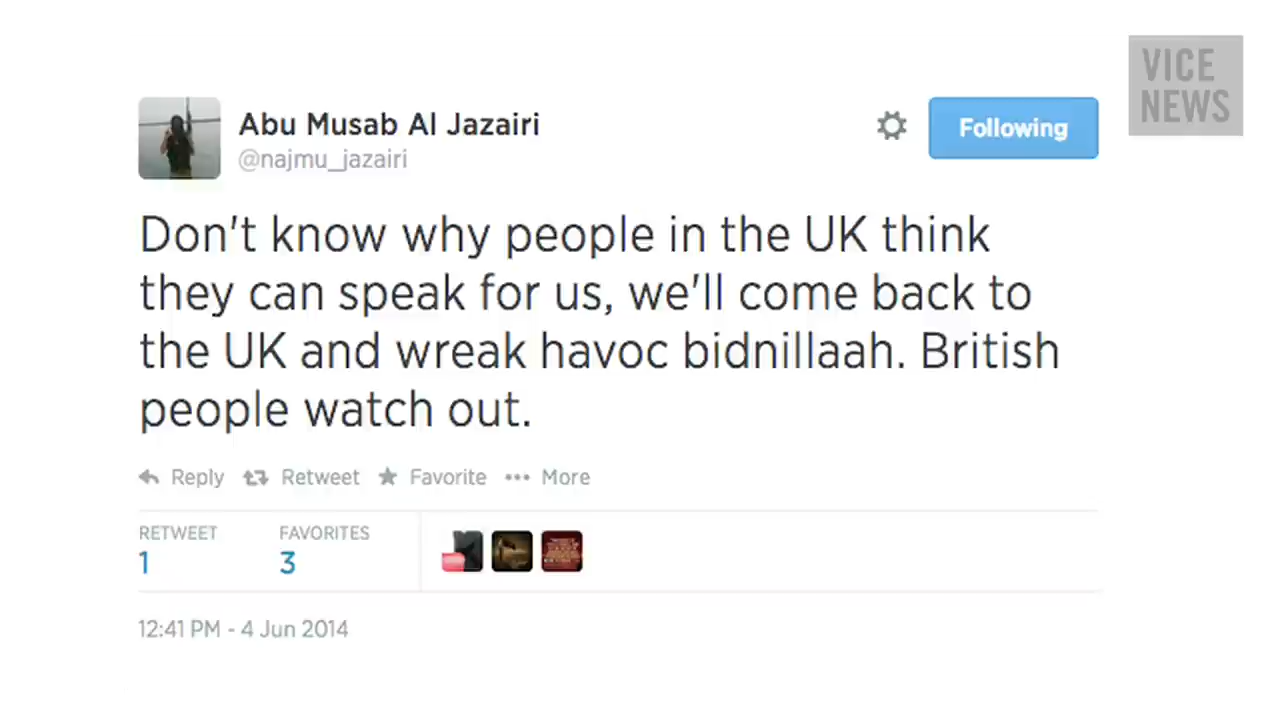 VICE
NEWS
Abu Musab Al Jazairi
@najmu_jazairi
Following
Don't know why people in the UK think
they can speak for us, we'll come back to
the UK and wreak havoc bidnillaah. British
people watch out.
Reply Retweet Favorite More
RETWEET FAVORITES
1 3
12:41 PM - 4 Jun 2014